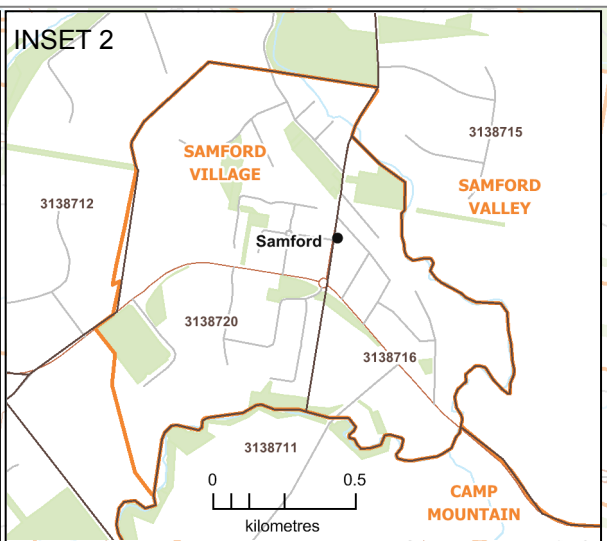 INSET 2
3138715
SAMFORD
VILLAGE
SAMFORD
VALLEY
3138712
Samford
3138720
3138716
3138711
0
0.5
kilometres
CAMP
MOUNTAIN